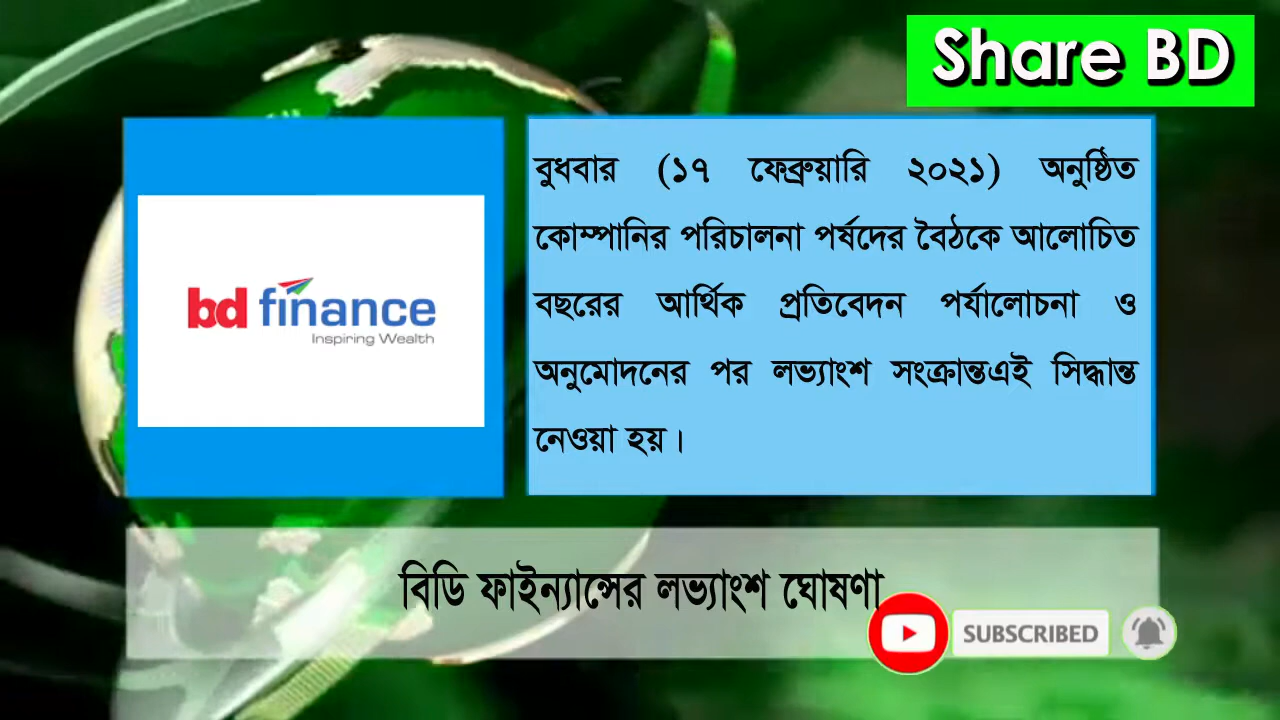 Share BD
bd finance
Inspiring Wealth
বুধবার (১৭ ফেব্রুয়ারি ২০২১) অনুষ্ঠিত
কোম্পানির পরিচালনা পর্ষদের বৈঠকে আলোচিত
বছরের আর্থিক প্রতিবেদন পর্যালোচনা ও
অনুমোদনের পর লভ্যাংশ সংক্রান্তএই সিদ্ধান্ত
নেওয়া হয়।
বিডি ফাইন্যান্সের লভ্যাংশ ঘোষণা
SUBSCRIBED